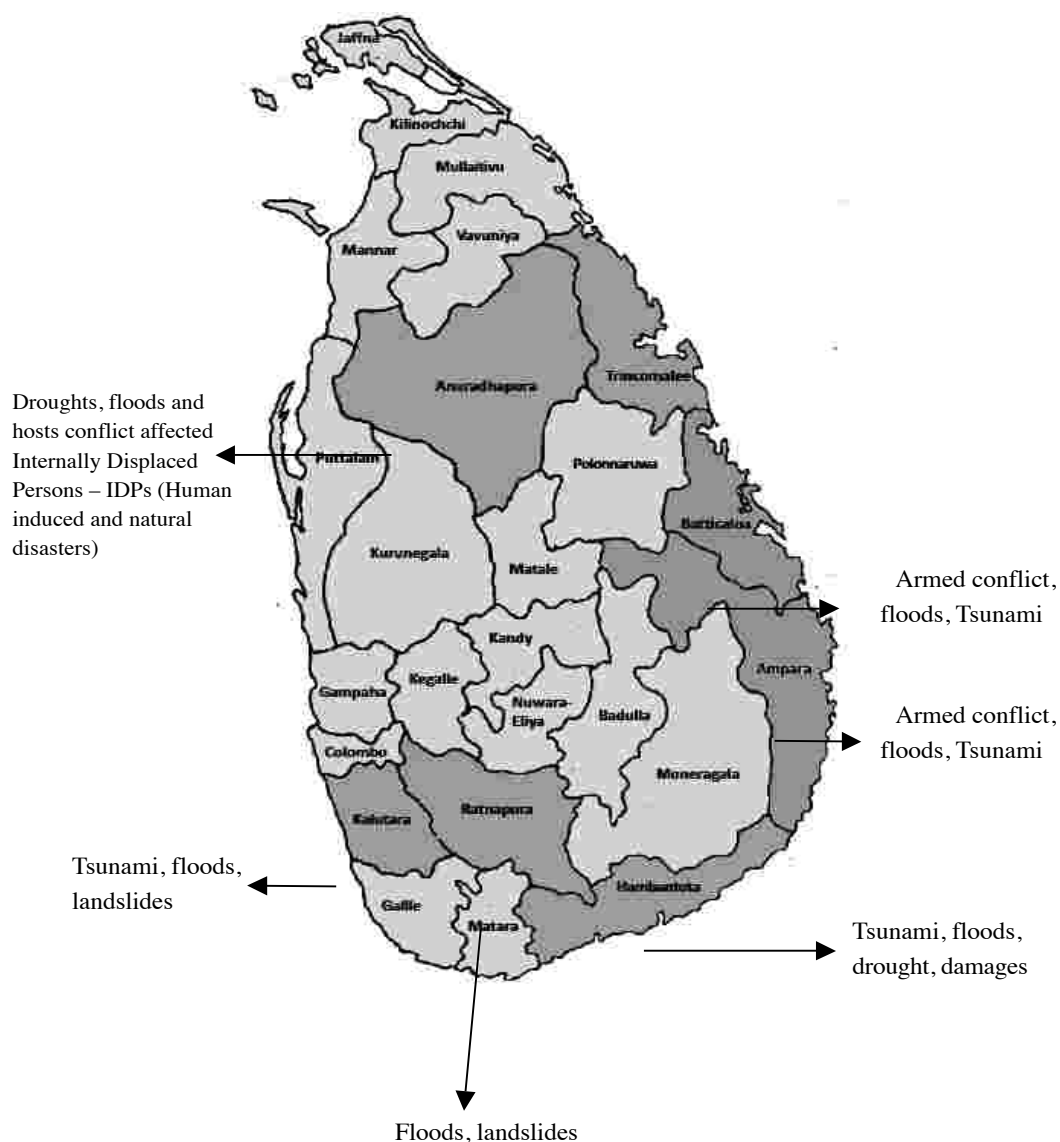 Jaffna
Kilinochchi
Mullaitivu
Vavuniya
Mannar
Anuradhapura
Trincomalee
Droughts, floods and
hosts conflict affected
Internally Displaced
Persons – IDPs (Human
induced and natural
disasters)
Puttalam
Polonnaruwa
Batticaloa
Kurunegala
Matale
Armed conflict,
floods, Tsunami
Kandy
Ampara
Kegalle
Gampaha
Nuwara-
Eliya
Badulla
Armed conflict,
floods, Tsunami
Colombo
Moneragala
Ratnapura
Kalutara
Tsunami, floods,
landslides
Hambantota
Galle
Matara
Tsunami, floods,
drought, damages
Floods, landslides